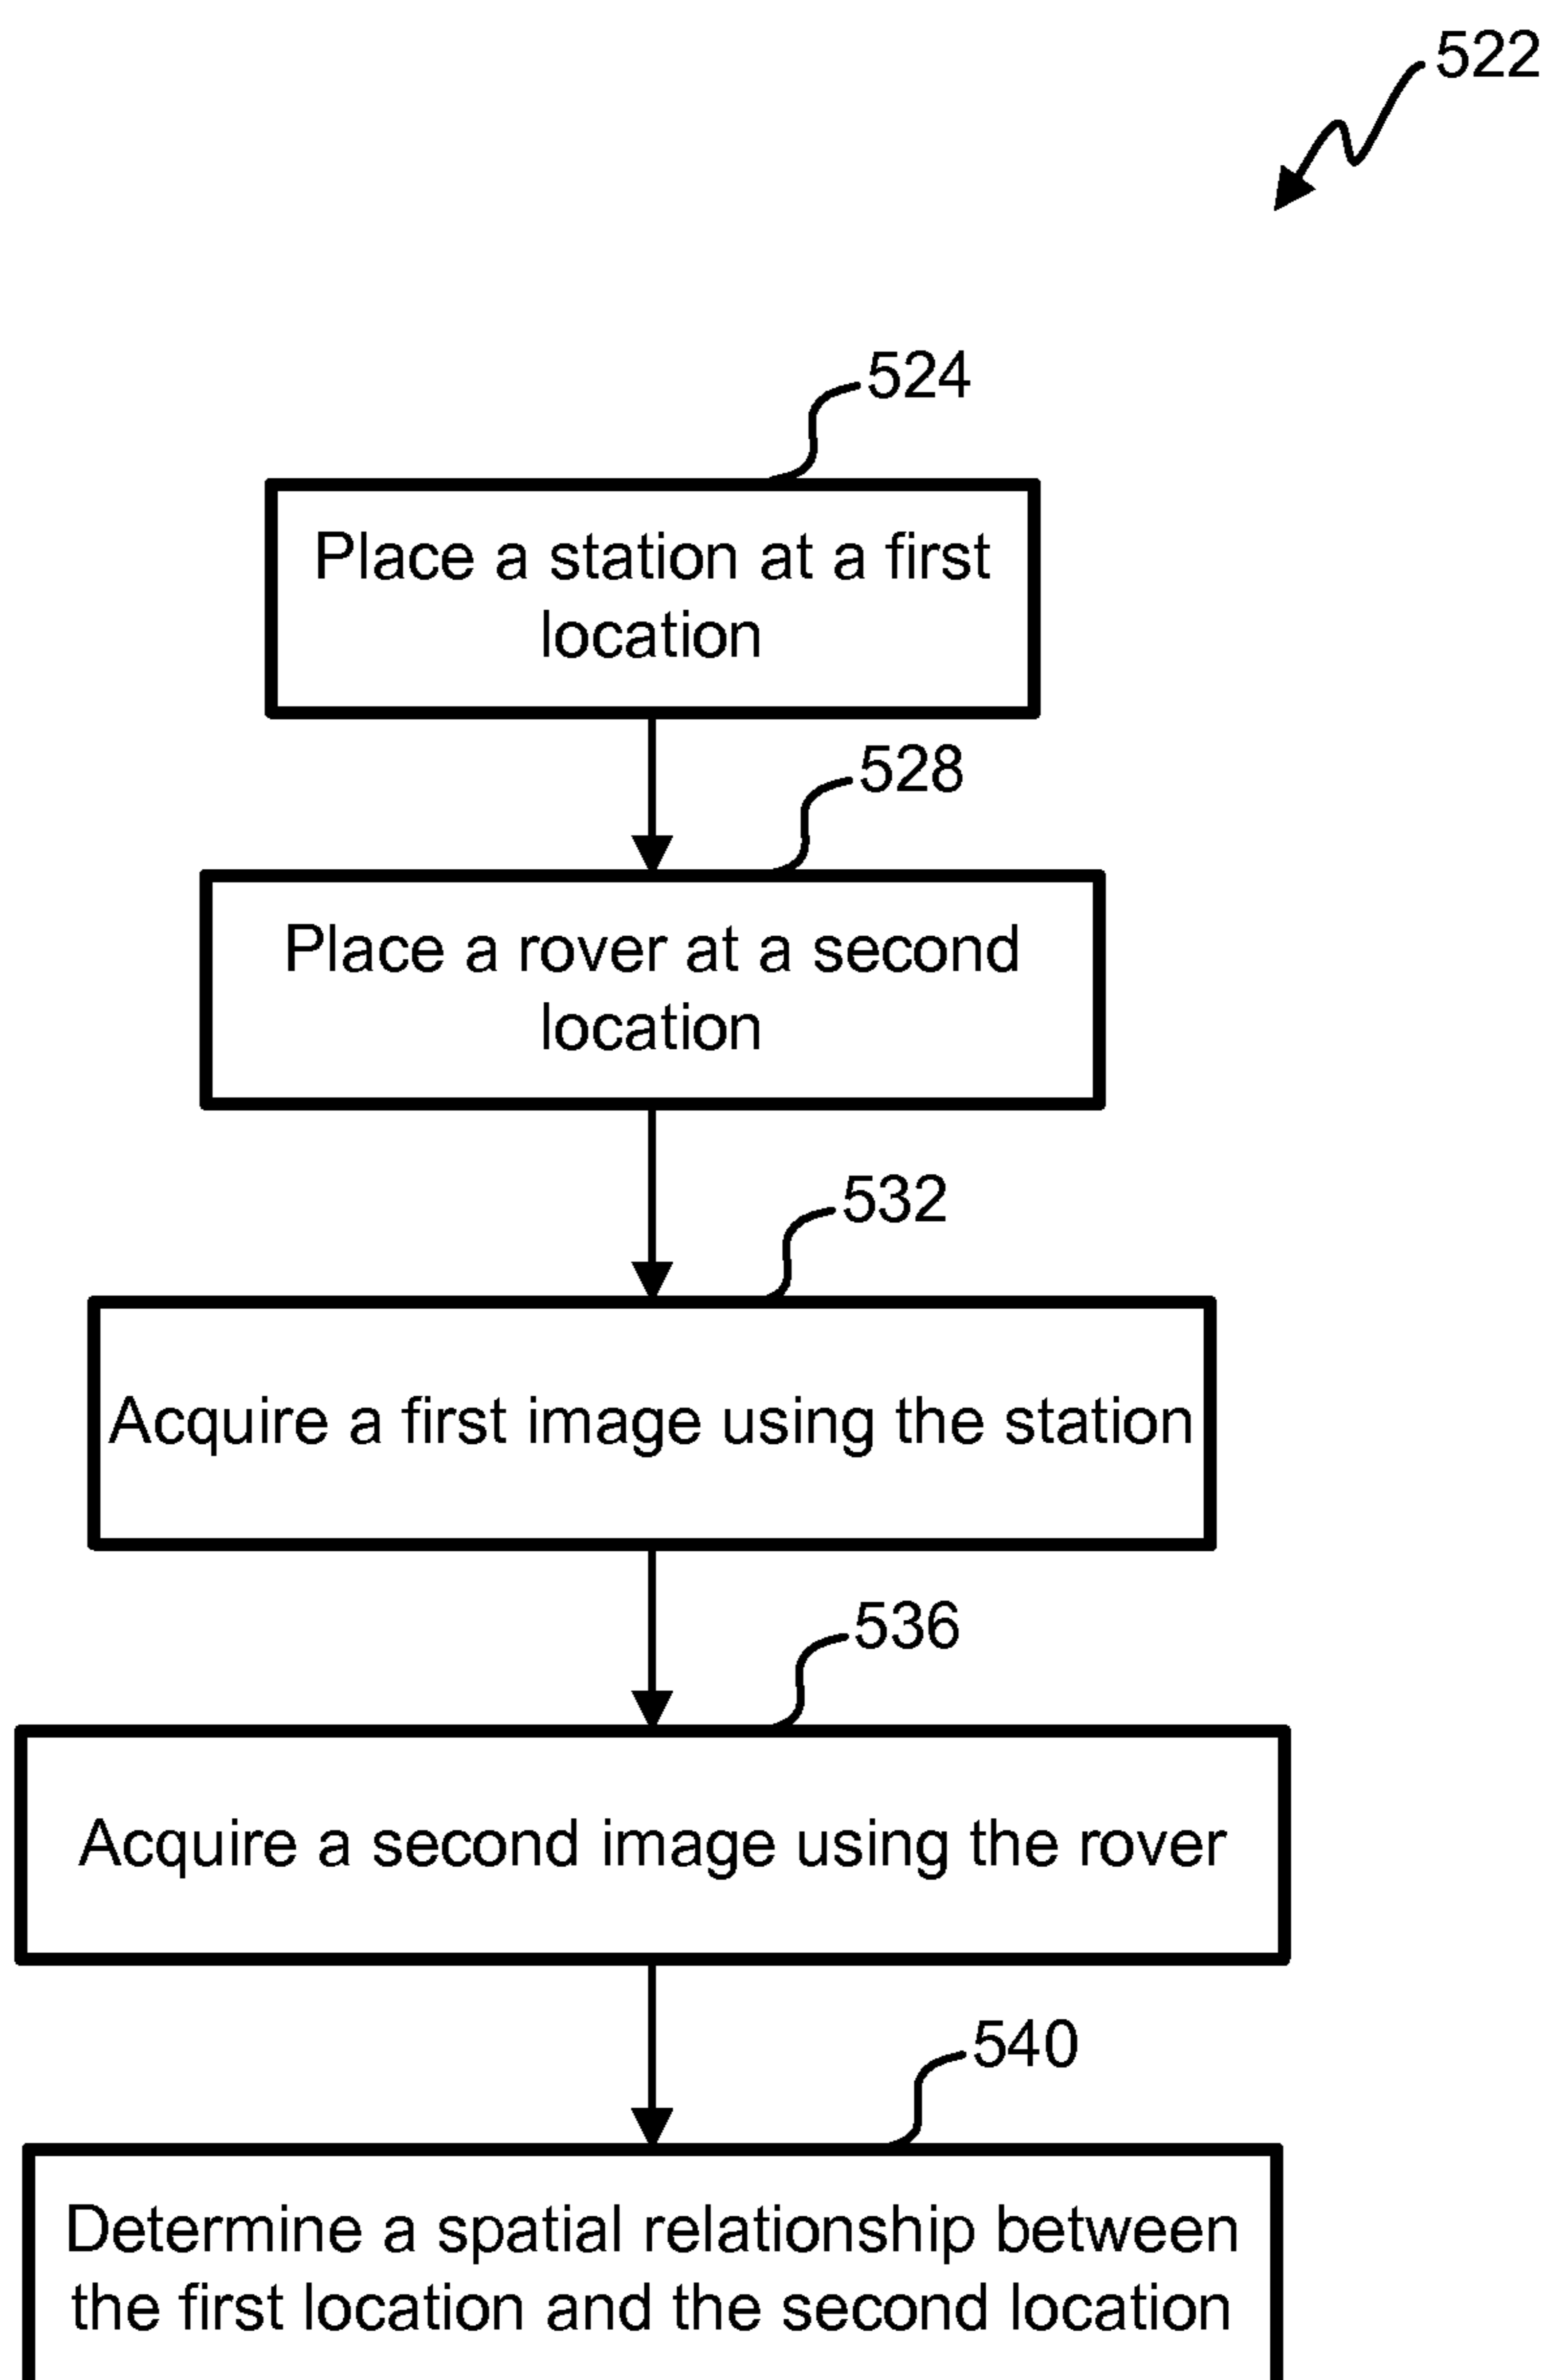 522
524
Place a station at a first
location
528
Place a rover at a second
location
532
Acquire a first image using the station
536
Acquire a second image using the rover
540
Determine a spatial relationship between
the first location and the second location